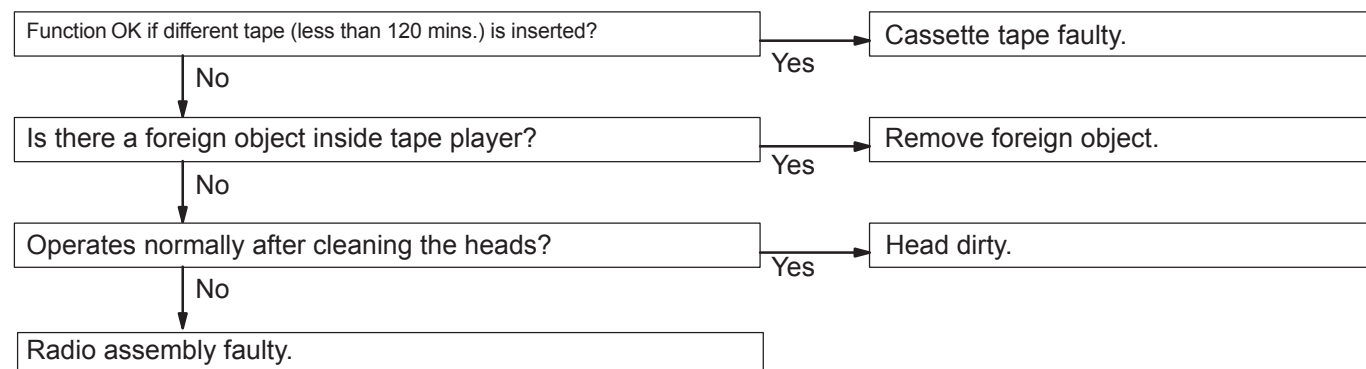 Function OK if different tape (less than 120 mins.) is inserted?
Cassette tape faulty.
Yes
No
Is there a foreign object inside tape player?
Remove foreign object.
Yes
No
Operates normally after cleaning the heads?
Head dirty.
Yes
No
Radio assembly faulty.